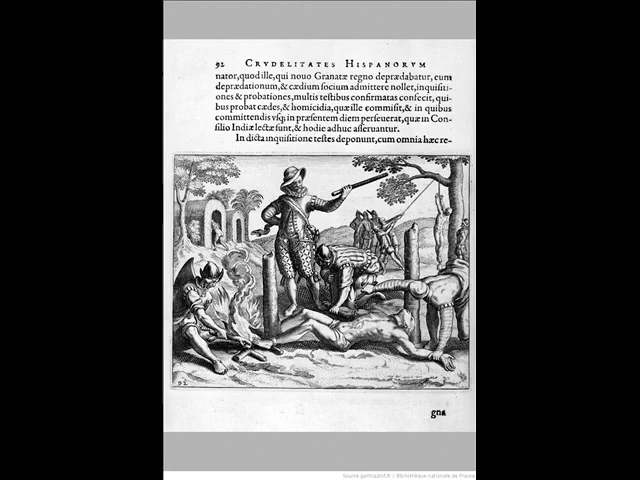 92 CRVDELITATES HISPANORVM
nator, quod ille, qui nouo Granatæ regno deprædabatur, eum
deprædationum, & cædium socium admittere nollet, inquisiti-
ones & probationes, multis testibus confirmatas confecit, qui-
bus probat cædes, & homicidia, quæ ille commisit, & in quibus
committendis vsq; in præsentem diem perseuerat, quæ in Con-
silio Indiæ lectæ sunt, & hodie adhuc asseruantur.
In dicta inquisitione testes deponunt, cum omnia hæc re-
92
gna
Source gallica.bnf.fr / Bibliothèque nationale de France